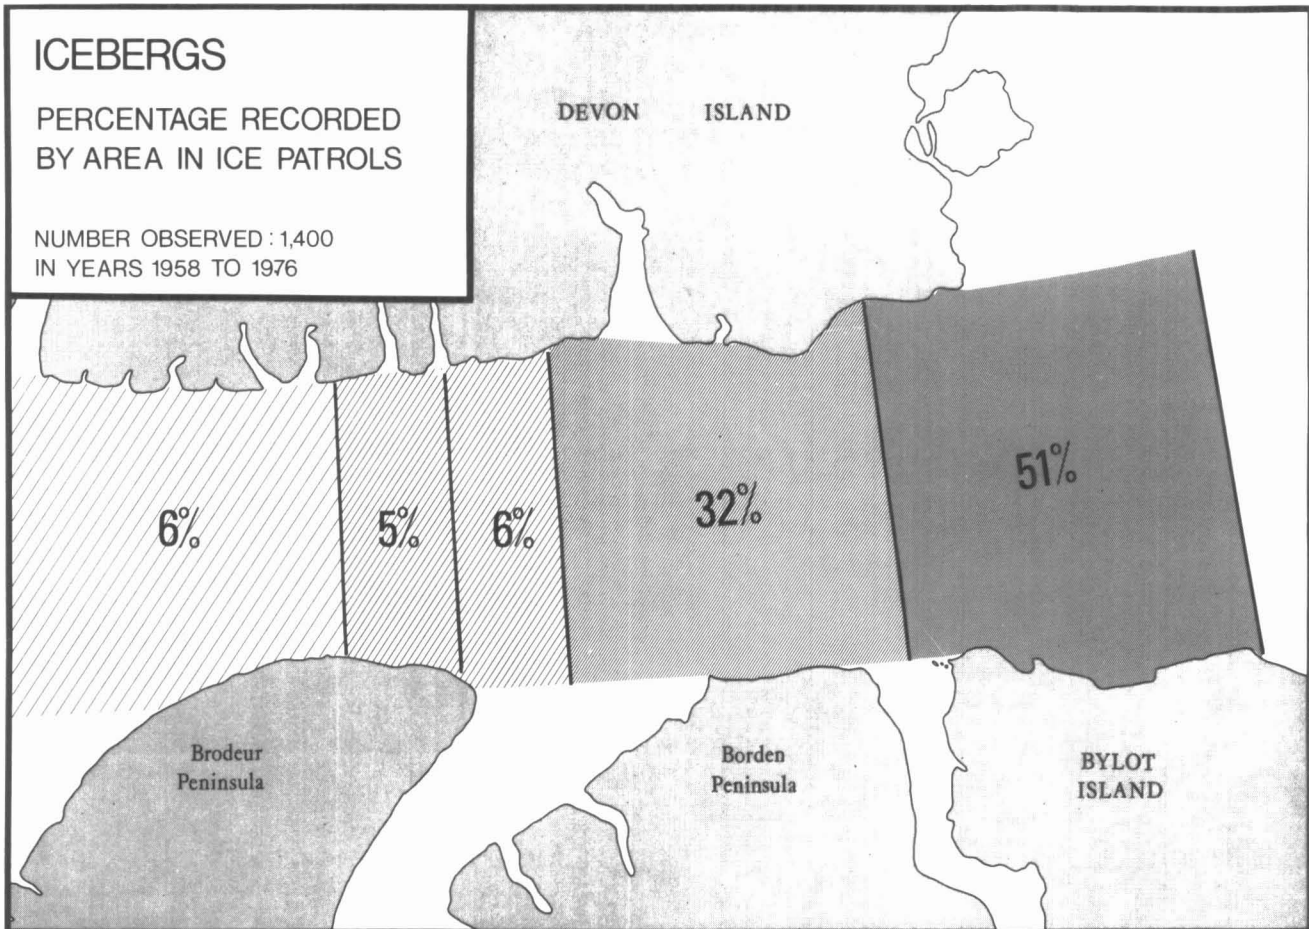 ICEBERGS
PERCENTAGE RECORDED
BY AREA IN ICE PATROLS
NUMBER OBSERVED : 1,400
IN YEARS 1958 TO 1976
DEVON ISLAND
6%
5%
6%
32%
51%
Brodeur
Peninsula
Borden
Peninsula
BYLOT
ISLAND